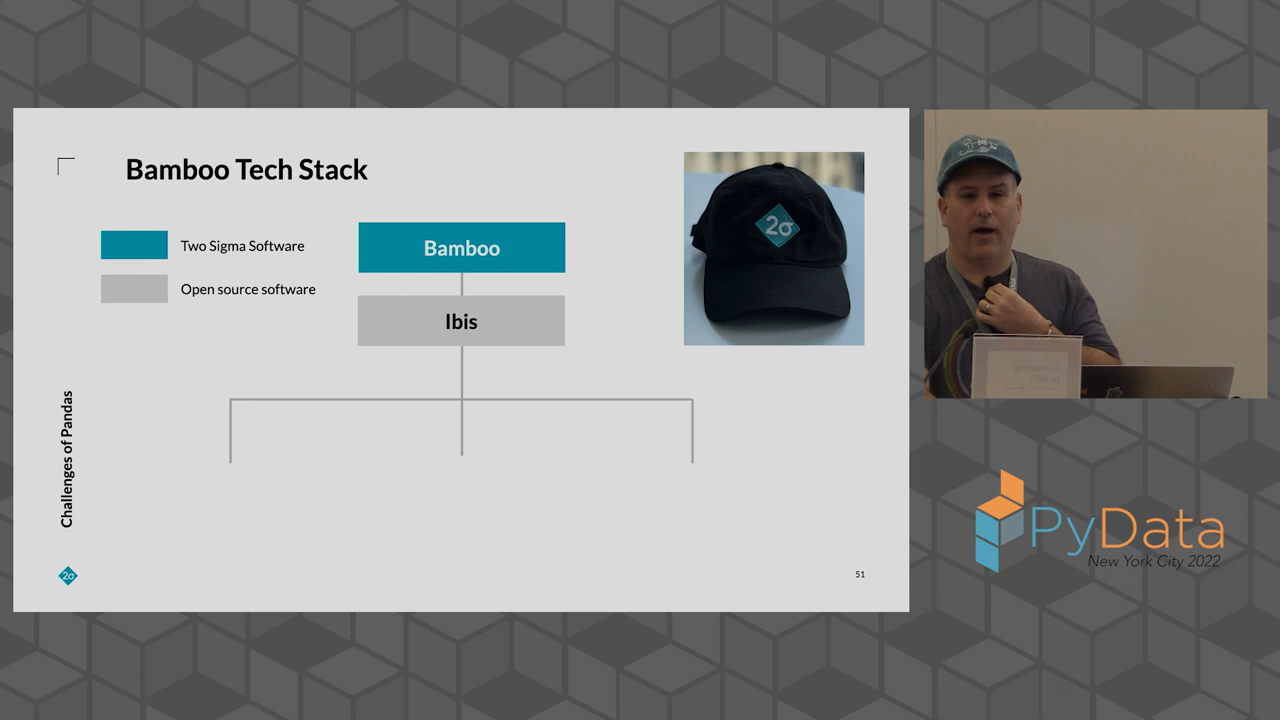 Bamboo Tech Stack
Two Sigma Software
Open source software
Bamboo
Ibis
2σ
Challenges of Pandas
2σ
51
PyData
New York City 2022